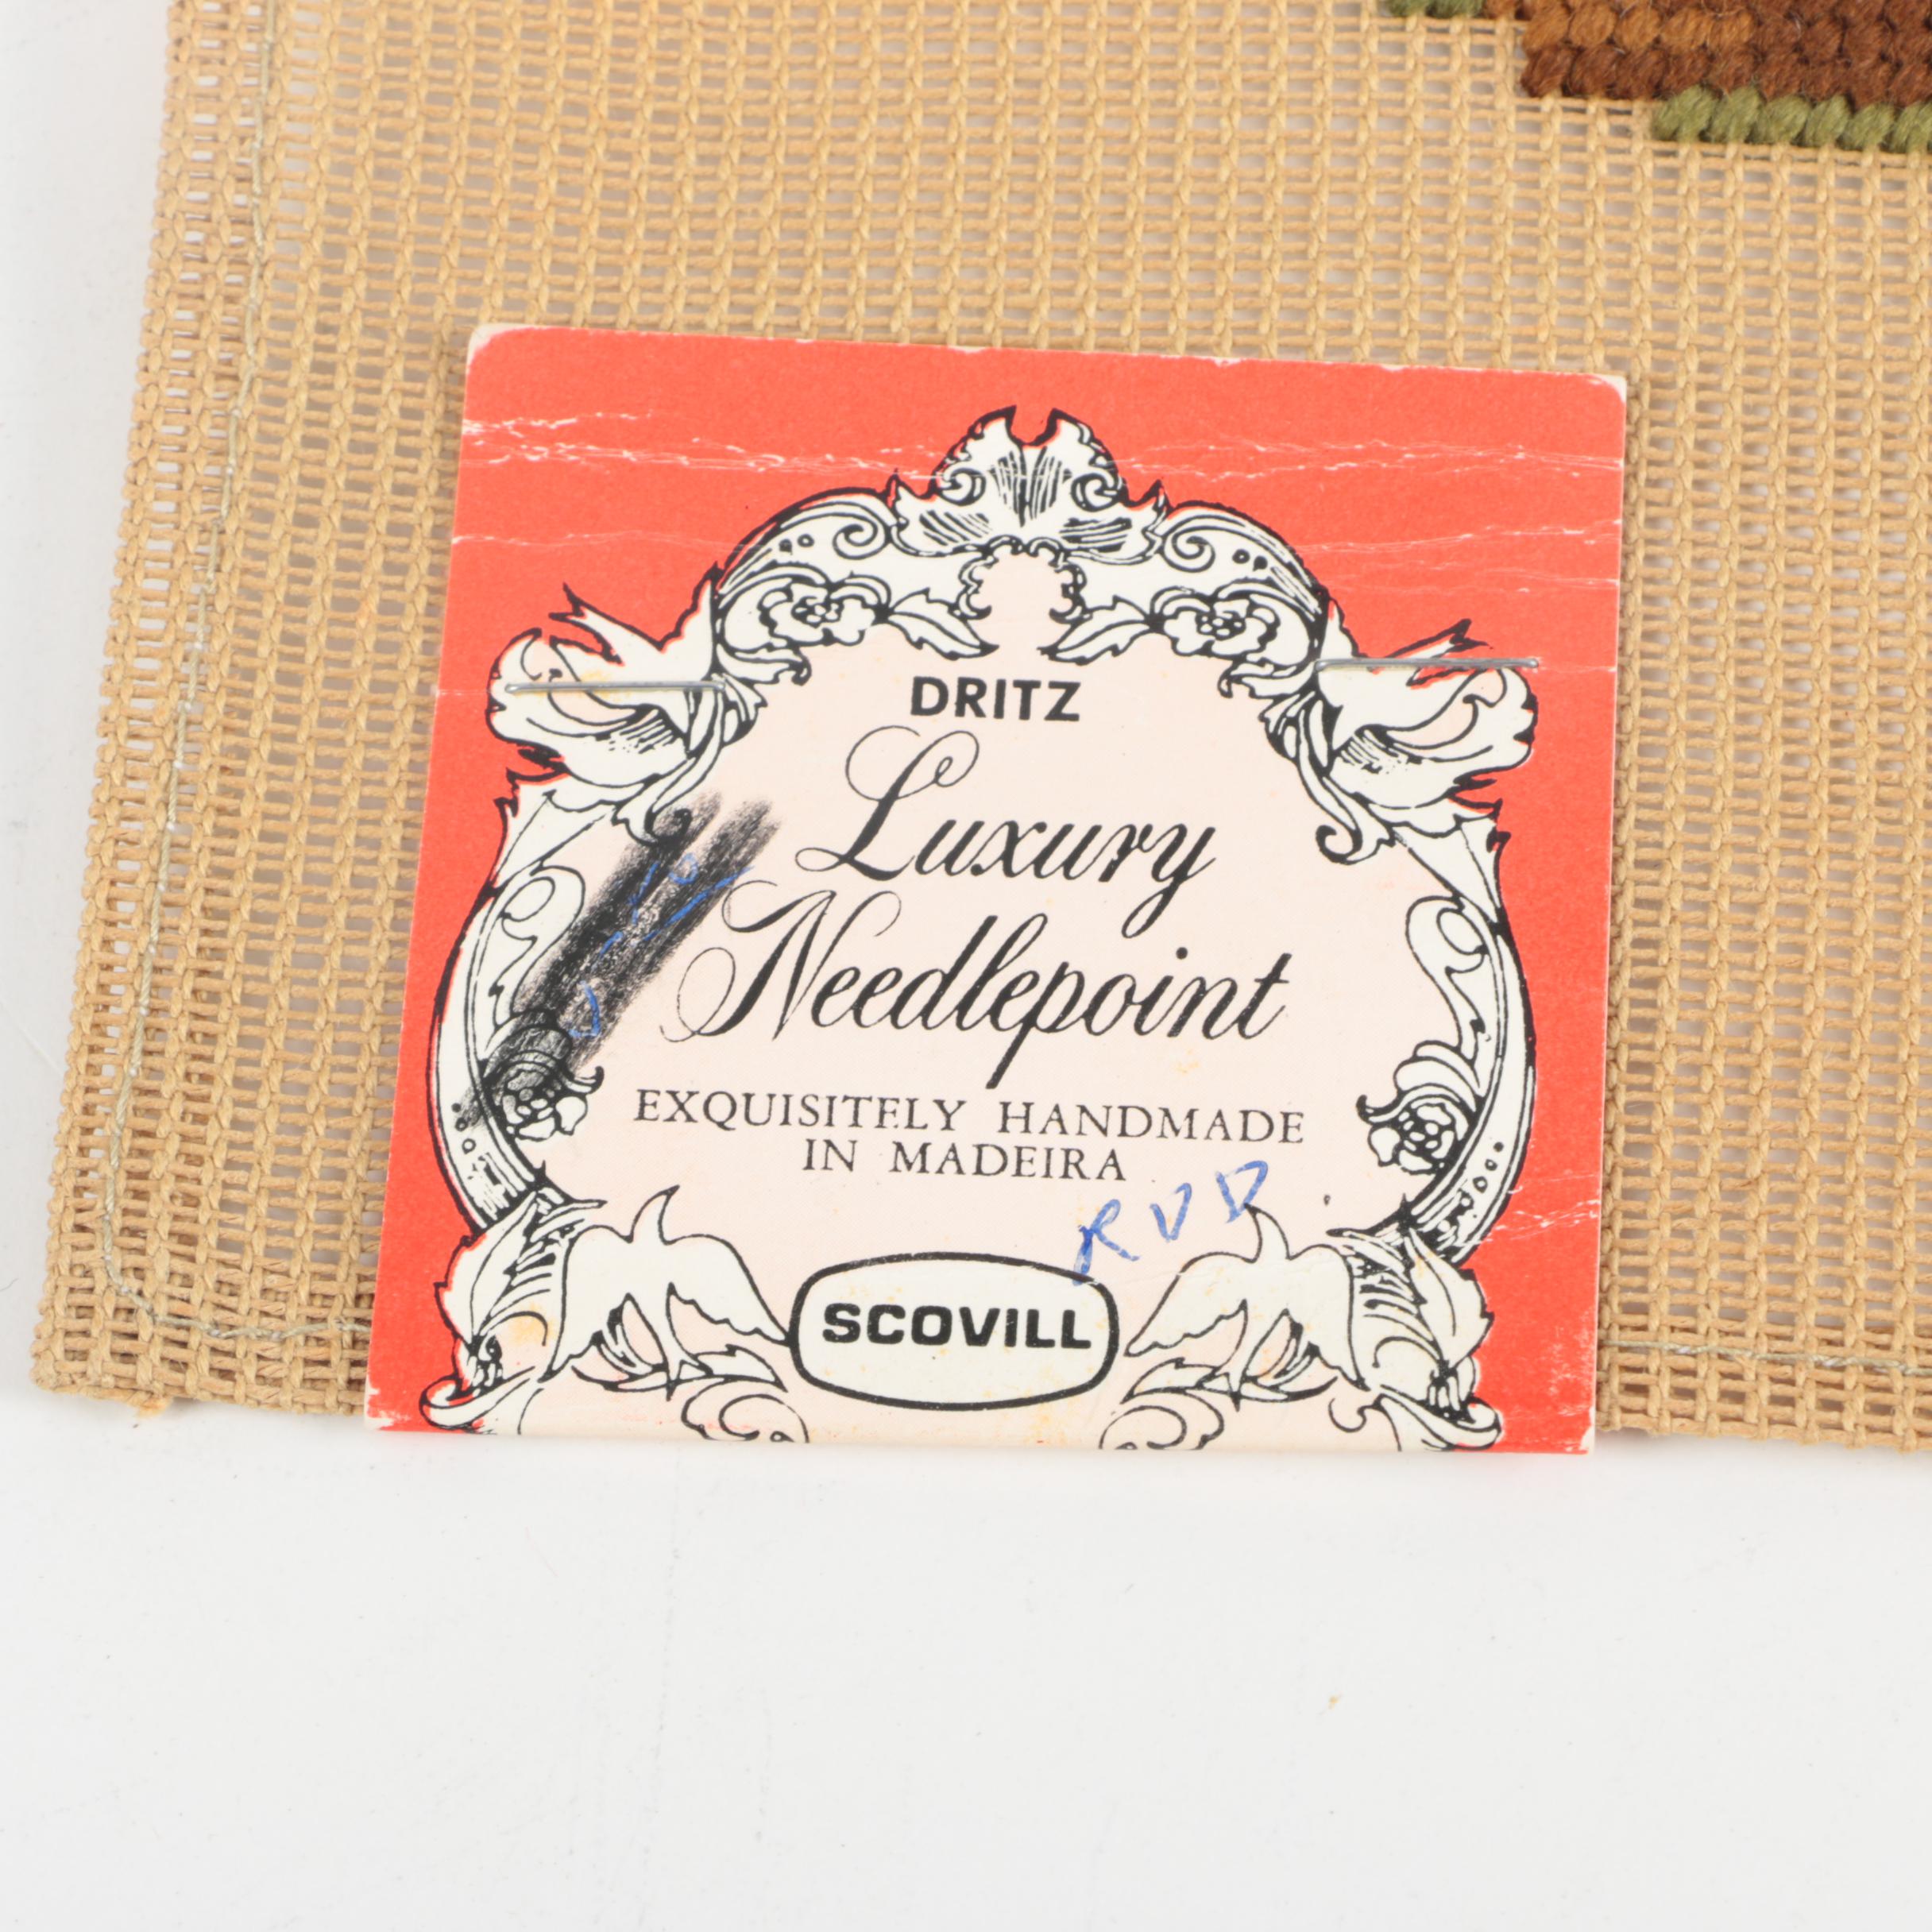 DRITZ
Luxury
Needlepoint
EXQUISITELY HANDMADE
IN MADEIRA
RVD
SCOVILL